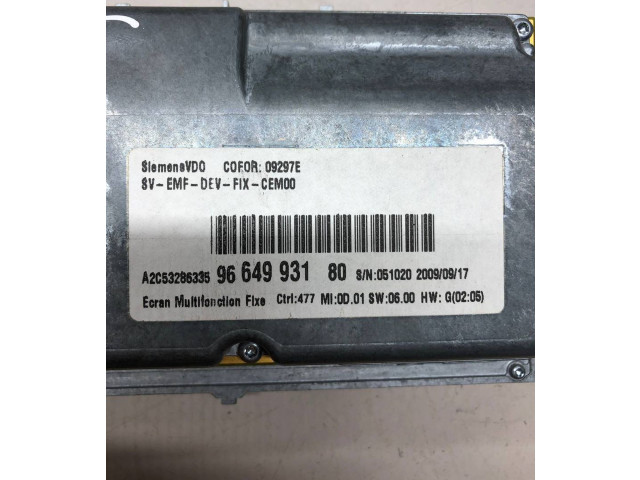 SiemensVDO COFOR: 09297E
SV-EMF-DEV-FIX-CEM00
A2C53286335 96 649 931 80 S/N:051020 2009/09/17
Ecran Multifonction Fixe Ctrl:477 MI:0D.01 SW:06.00 HW: G(02:05)